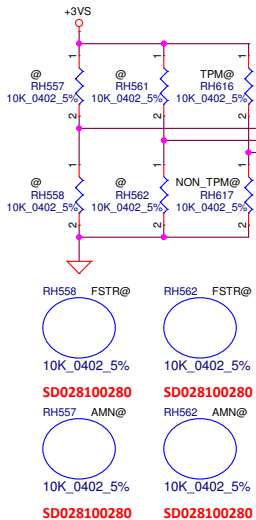 +3VS
@ @ TPM@
RH557 RH561 RH616
10K_0402_5% 10K_0402_5% 10K_0402_5%
1 1 1
2 2 2
@ @ NON_TPM@
RH558 RH562 RH617
10K_0402_5% 10K_0402_5% 10K_0402_5%
1 1 1
2 2 2
RH558 FSTR@ RH562 FSTR@
10K_0402_5% 10K_0402_5%
SD028100280 SD028100280
RH557 AMN@ RH562 AMN@
10K_0402_5% 10K_0402_5%
SD028100280 SD028100280